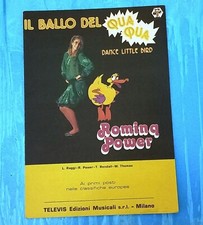 IL BALLO DEL QUA QUA
DANCE LITTLE BIRD
Romina
Power
Ai primi posti
nelle classifiche europee
TELEVIS Edizioni Musicali s.r.l. - Milano